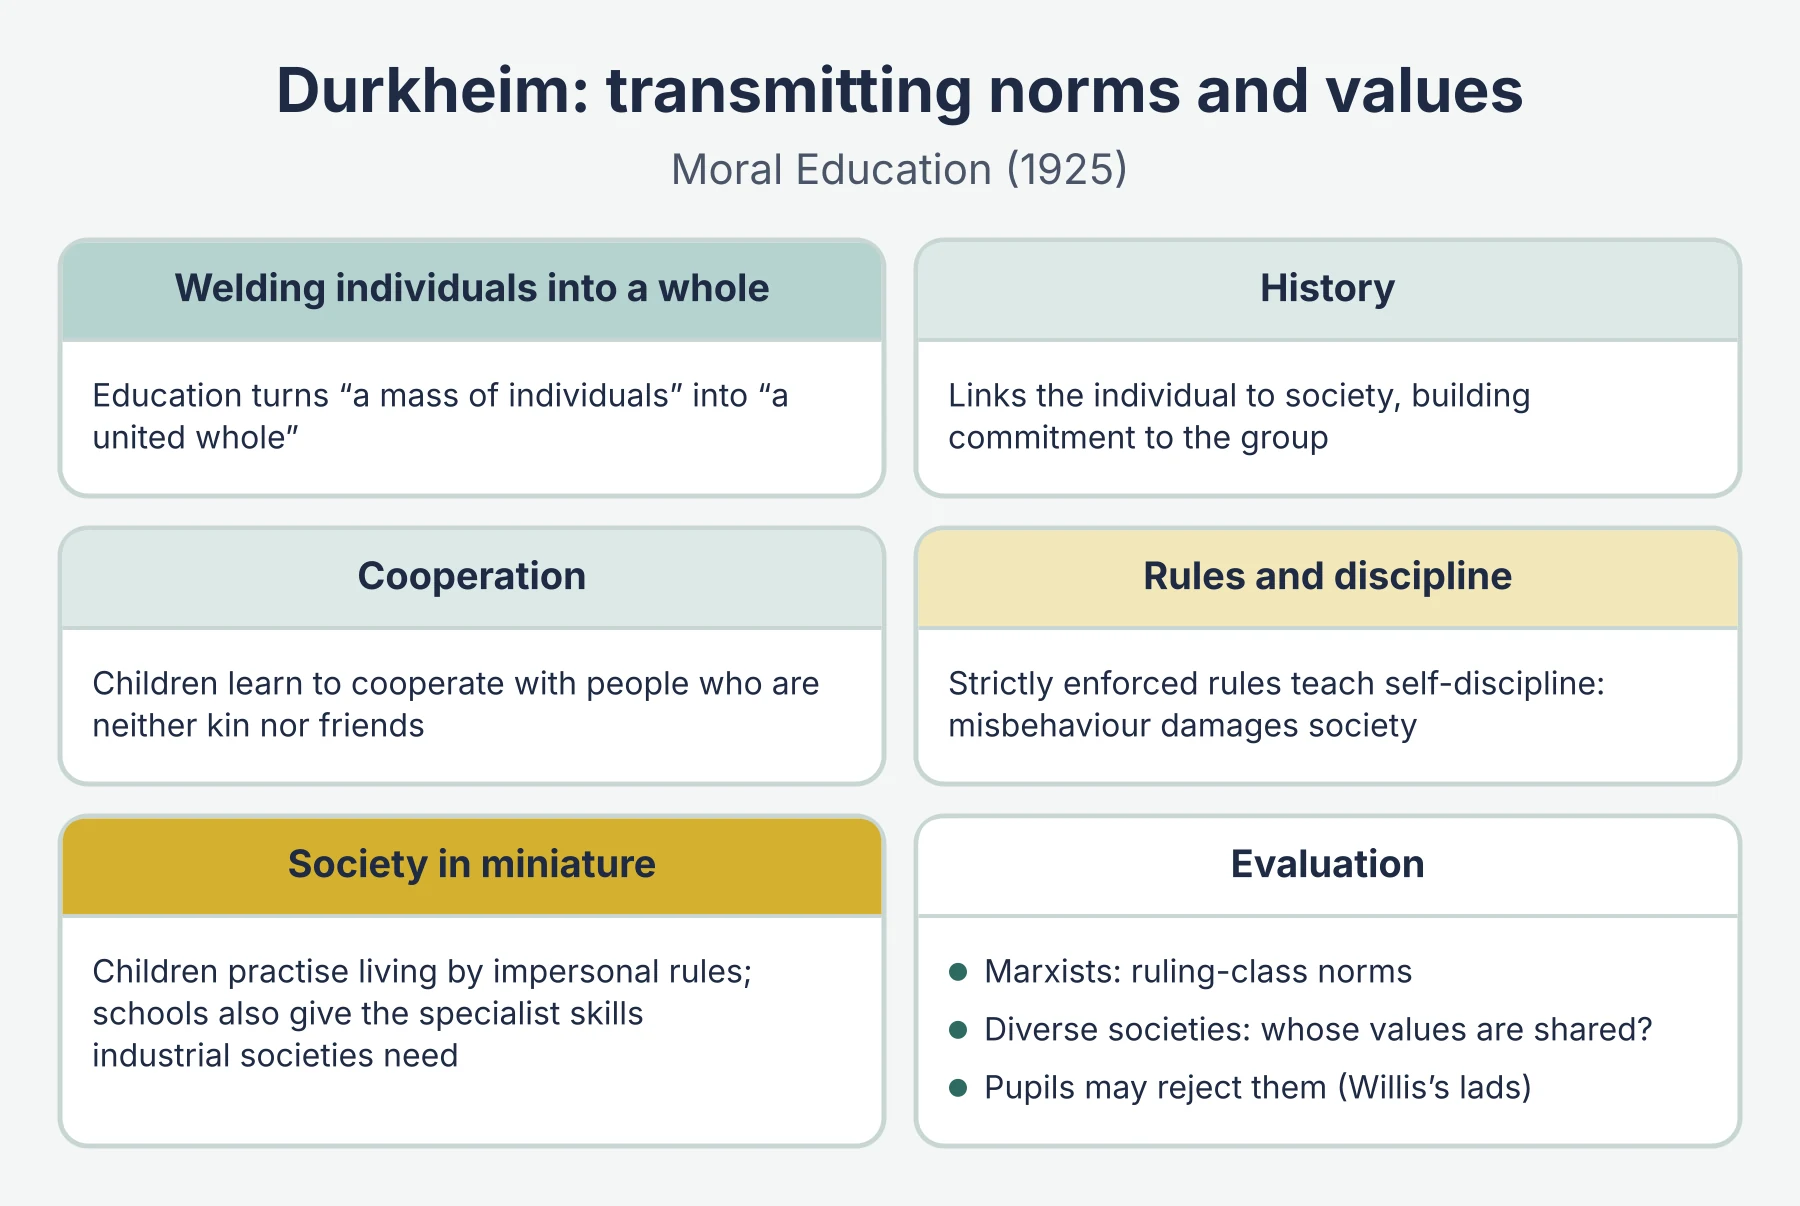 Durkheim: transmitting norms and values
Moral Education (1925)
Welding individuals into a whole
Education turns “a mass of individuals” into “a
united whole”
History
Links the individual to society, building
commitment to the group
Cooperation
Children learn to cooperate with people who are
neither kin nor friends
Rules and discipline
Strictly enforced rules teach self-discipline:
misbehaviour damages society
Society in miniature
Children practise living by impersonal rules;
schools also give the specialist skills
industrial societies need
Evaluation
Marxists: ruling-class norms
Diverse societies: whose values are shared?
Pupils may reject them (Willis’s lads)